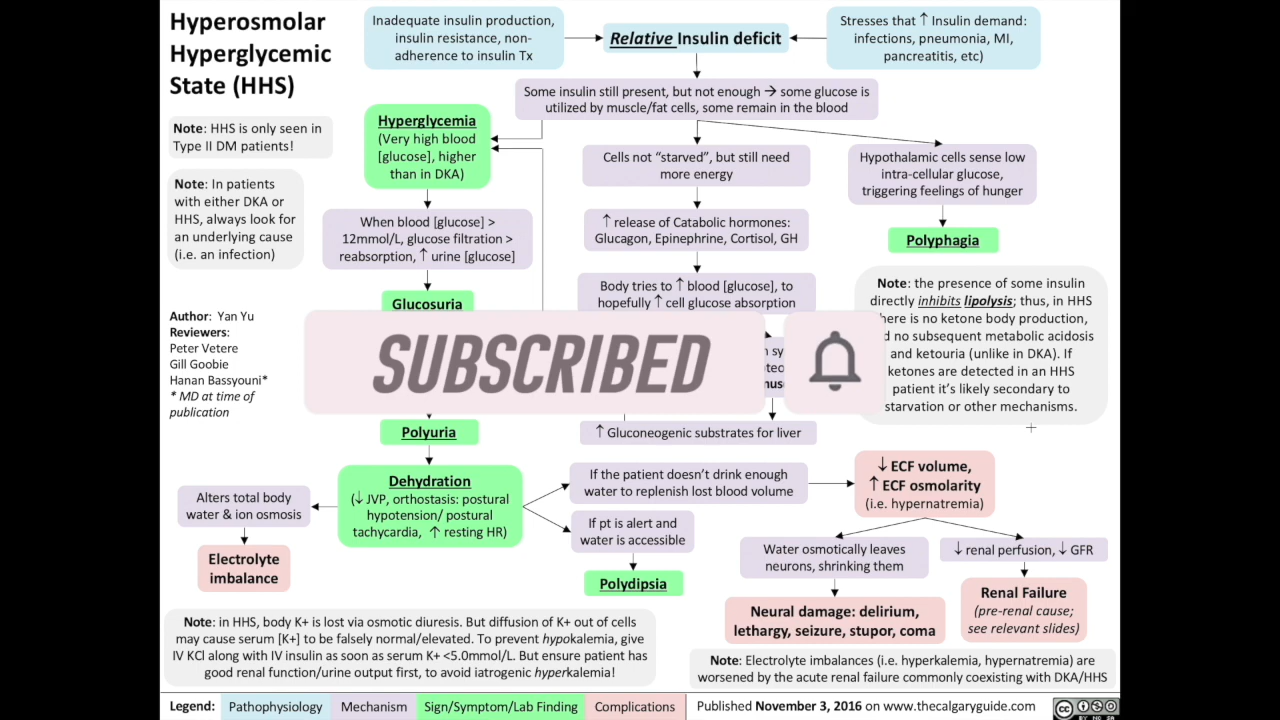 Hyperosmolar
Hyperglycemic
State (HHS)
Note: HHS is only seen in
Type II DM patients!
Note: In patients
with either DKA or
HHS, always look for
an underlying cause
(i.e. an infection)
Author: Yan Yu
Reviewers:
Peter Vetere
Gill Goobie
Hanan Bassyouni*
* MD at time of
publication
Inadequate insulin production,
insulin resistance, non-
adherence to insulin Tx
Relative Insulin deficit
Stresses that ↑ Insulin demand:
infections, pneumonia, MI,
pancreatitis, etc)
Some insulin still present, but not enough → some glucose is
utilized by muscle/fat cells, some remain in the blood
Hyperglycemia
(Very high blood
[glucose], higher
than in DKA)
Cells not “starved”, but still need
more energy
Hypothalamic cells sense low
intra-cellular glucose,
triggering feelings of hunger
When blood [glucose] >
12mmol/L, glucose filtration >
reabsorption, ↑ urine [glucose]
↑ release of Catabolic hormones:
Glucagon, Epinephrine, Cortisol, GH
Polyphagia
Glucosuria
Body tries to ↑ blood [glucose], to
hopefully ↑ cell glucose absorption
Note: the presence of some insulin
directly inhibits lipolysis; thus, in HHS
here is no ketone body production,
no subsequent metabolic acidosis
and ketouria (unlike in DKA). If
ketones are detected in an HHS
patient it’s likely secondary to
starvation or other mechanisms.
SUBSCRIBED
Polyuria
↑ Gluconeogenic substrates for liver
Dehydration
(↓ JVP, orthostasis: postural
hypotension/ postural
tachycardia, ↑ resting HR)
Alters total body
water & ion osmosis
Electrolyte
imbalance
If the patient doesn’t drink enough
water to replenish lost blood volume
If pt is alert and
water is accessible
Polydipsia
↓ ECF volume,
↑ ECF osmolarity
(i.e. hypernatremia)
Water osmotically leaves
neurons, shrinking them
↓ renal perfusion, ↓ GFR
Neural damage: delirium,
lethargy, seizure, stupor, coma
Renal Failure
(pre-renal cause;
see relevant slides)
Note: in HHS, body K+ is lost via osmotic diuresis. But diffusion of K+ out of cells
may cause serum [K+] to be falsely normal/elevated. To prevent hypokalemia, give
IV KCl along with IV insulin as soon as serum K+ <5.0mmol/L. But ensure patient has
good renal function/urine output first, to avoid iatrogenic hyperkalemia!
Note: Electrolyte imbalances (i.e. hyperkalemia, hypernatremia) are
worsened by the acute renal failure commonly coexisting with DKA/HHS
Legend: Pathophysiology Mechanism Sign/Symptom/Lab Finding Complications
Published November 3, 2016 on www.thecalgaryguide.com
BY NC SA